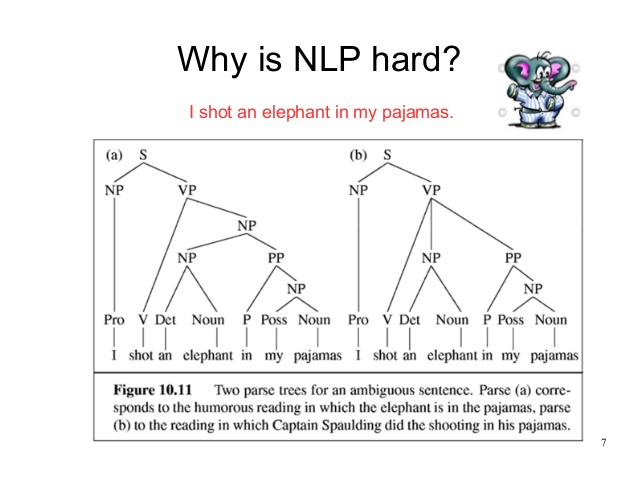 Why is NLP hard?
I shot an elephant in my pajamas.
(a) S (b) S
NP VP NP VP
NP
NP PP NP PP
NP NP
Pro V Det Noun P Poss Noun Pro V Det Noun P Poss Noun
I shot an elephant in my pajamas I shot an elephant in my pajamas
Figure 10.11 Two parse trees for an ambiguous sentence. Parse (a) corre-
sponds to the humorous reading in which the elephant is in the pajamas, parse
(b) to the reading in which Captain Spaulding did the shooting in his pajamas.
7